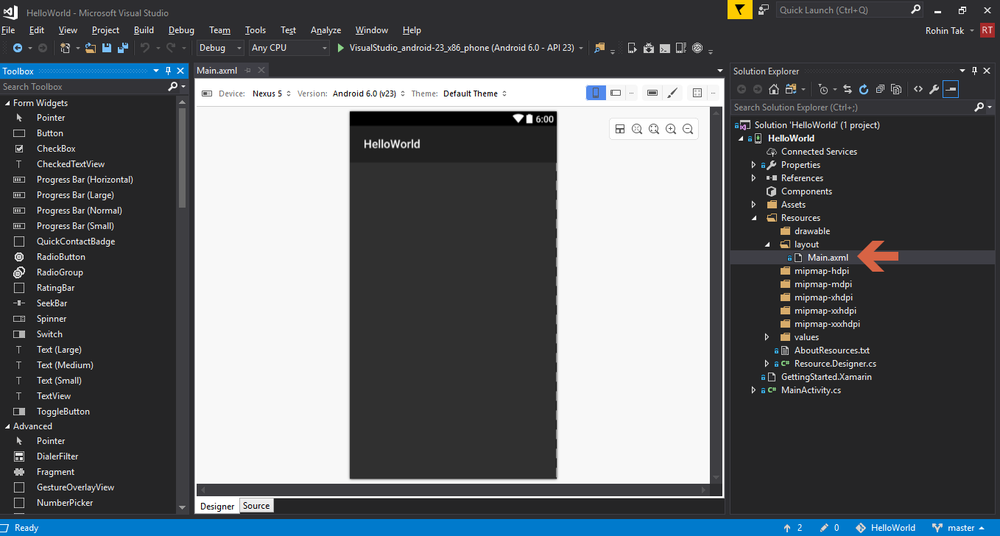 HelloWorld - Microsoft Visual Studio
Quick Launch (Ctrl+Q)
File Edit View Project Build Debug Team Tools Test Analyze Window Help
Rohin Tak RT
Debug Any CPU VisualStudio_android-23_x86_phone (Android 6.0 - API 23)
Toolbox
Search Toolbox
Form Widgets
Pointer
Button
CheckBox
CheckedTextView
Progress Bar (Horizontal)
Progress Bar (Large)
Progress Bar (Normal)
Progress Bar (Small)
QuickContactBadge
RadioButton
RadioGroup
RatingBar
SeekBar
Spinner
Switch
Text (Large)
Text (Medium)
Text (Small)
TextView
ToggleButton
Advanced
Pointer
DialerFilter
Fragment
GestureOverlayView
NumberPicker
Main.axml
Device: Nexus 5 Version: Android 6.0 (v23) Theme: Default Theme
6:00
HelloWorld
Designer Source
Solution Explorer
Search Solution Explorer (Ctrl+;)
Solution 'HelloWorld' (1 project)
HelloWorld
Connected Services
Properties
References
Components
Assets
Resources
drawable
layout
Main.axml
mipmap-hdpi
mipmap-mdpi
mipmap-xhdpi
mipmap-xxhdpi
mipmap-xxxhdpi
values
AboutResources.txt
C# Resource.Designer.cs
GettingStarted.Xamarin
C# MainActivity.cs
Ready 2 0 HelloWorld master